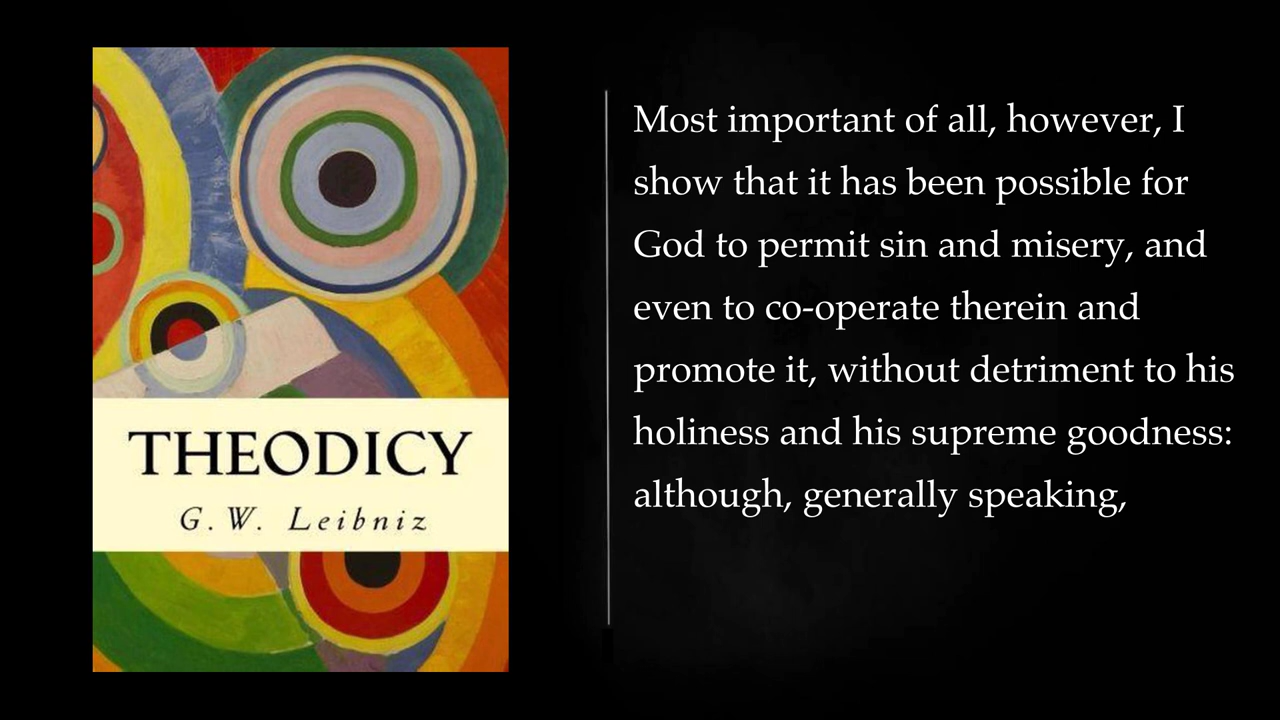 THEODICY
G. W. Leibniz
Most important of all, however, I
show that it has been possible for
God to permit sin and misery, and
even to co-operate therein and
promote it, without detriment to his
holiness and his supreme goodness:
although, generally speaking,